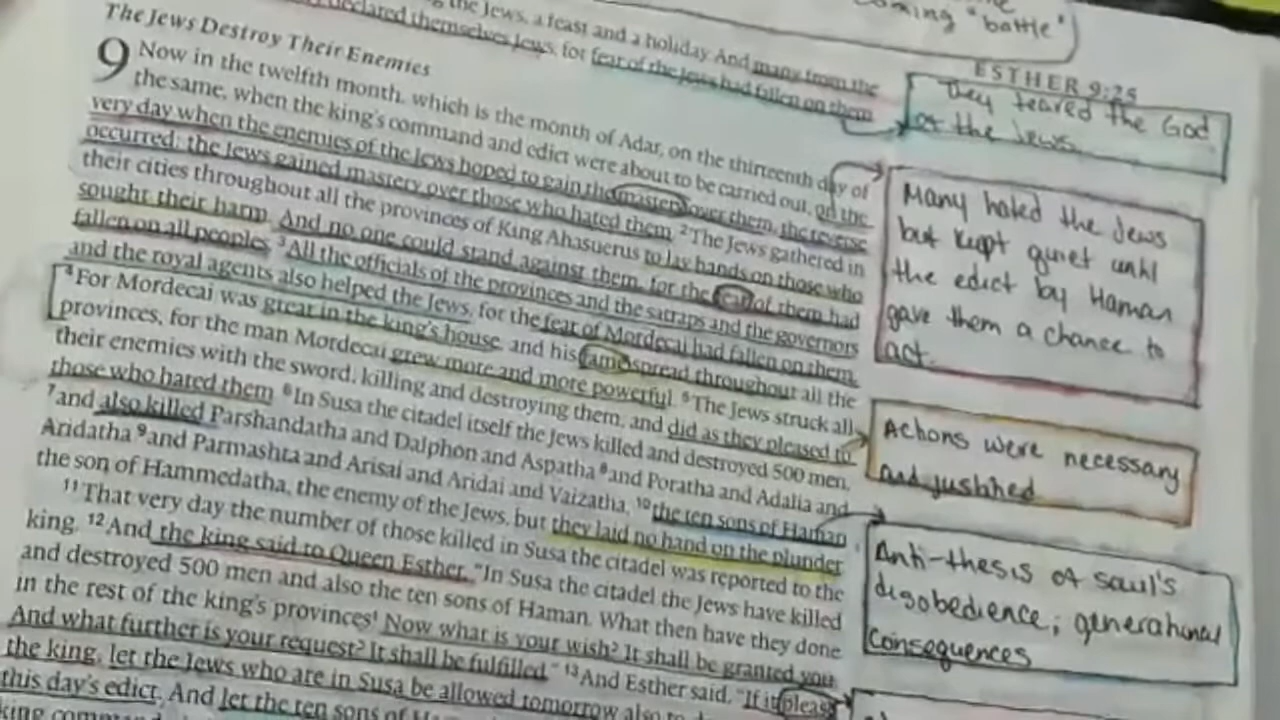 coming "battle"
the Jews, a feast and a holiday. And many from the
declared themselves Jews, for fear of the Jews had fallen on them
ESTHER 9:25
They feared the God
of the Jews
The Jews Destroy Their Enemies
9 Now in the twelfth month, which is the month of Adar, on the thirteenth day of
the same, when the king's command and edict were about to be carried out, on the
very day when the enemies of the Jews hoped to gain the mastery over them, the reverse
occurred: the Jews gained mastery over those who hated them. 2 The Jews gathered in
their cities throughout all the provinces of King Ahasuerus to lay hands on those who
sought their harm. And no one could stand against them, for the fear of them had
fallen on all peoples. 3 All the officials of the provinces and the satraps and the governors
and the royal agents also helped the Jews, for the fear of Mordecai had fallen on them.
4 For Mordecai was great in the king's house, and his fame spread throughout all the
provinces, for the man Mordecai grew more and more powerful. 5 The Jews struck all
their enemies with the sword, killing and destroying them, and did as they pleased to
those who hated them. 6 In Susa the citadel itself the Jews killed and destroyed 500 men,
7 and also killed Parshandatha and Dalphon and Aspatha 8 and Poratha and Adalia and
Aridatha 9 and Parmashta and Arisai and Aridai and Vaizatha, 10 the ten sons of Haman
the son of Hammedatha, the enemy of the Jews, but they laid no hand on the plunder.
11 That very day the number of those killed in Susa the citadel was reported to the
king. 12 And the king said to Queen Esther, "In Susa the citadel the Jews have killed
and destroyed 500 men and also the ten sons of Haman. What then have they done
in the rest of the king's provinces! Now what is your wish? It shall be granted you.
And what further is your request? It shall be fulfilled." 13 And Esther said, "If it please
the king, let the Jews who are in Susa be allowed tomorrow also to
this day's edict. And let the ten sons of
king
Many hated the Jews
but kept quiet until
the edict by Haman
gave them a chance to
act.
Actions were necessary
and justified
Anti-thesis of Saul's
disobedience; generational
consequences